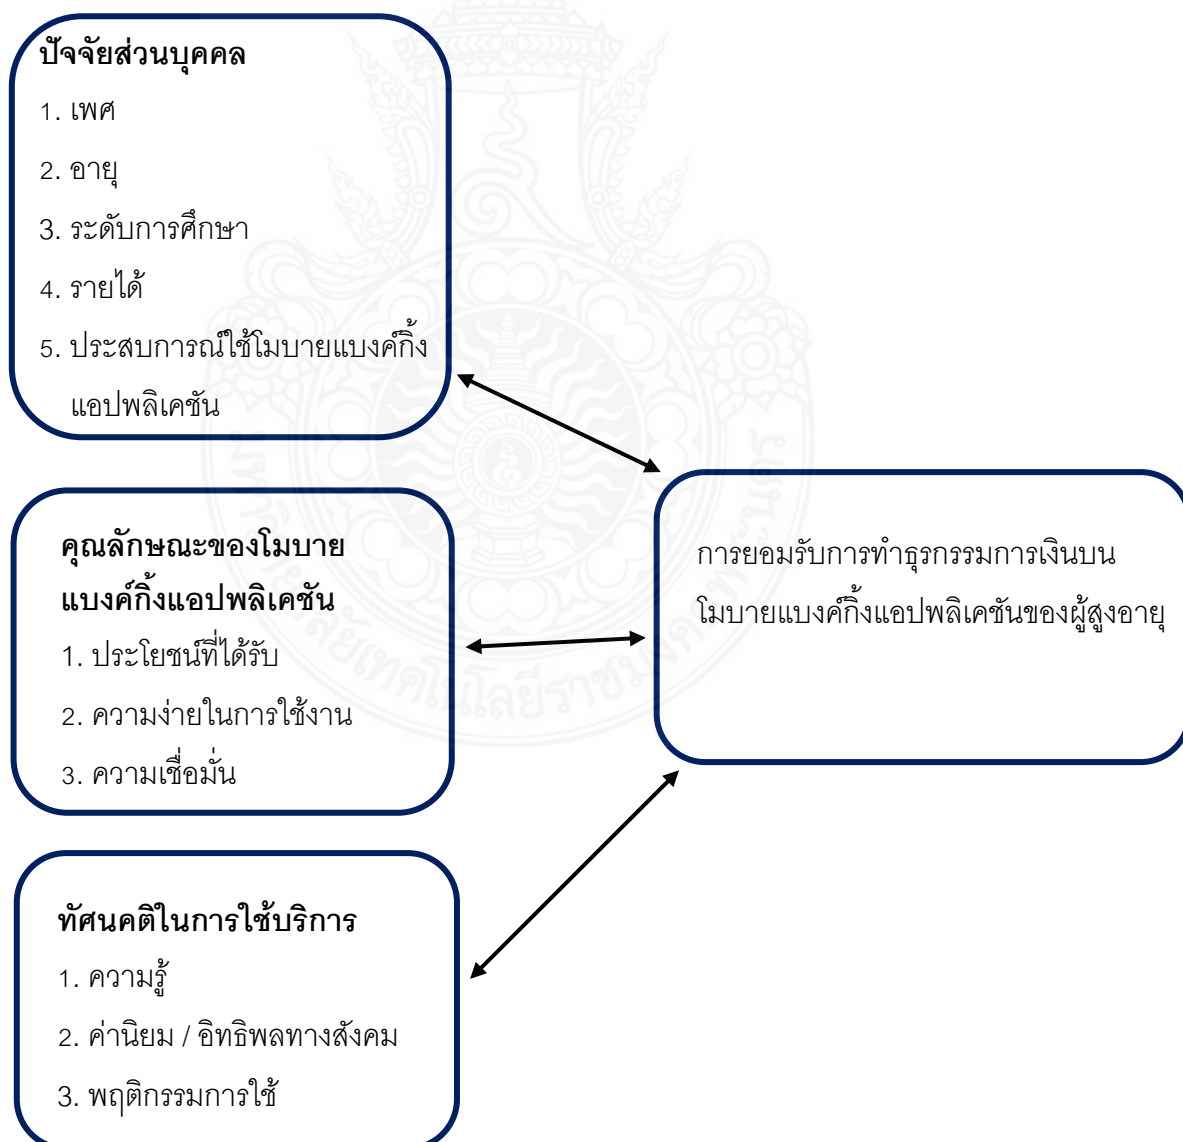 ปัจจัยส่วนบุคคล
1. เพศ
2. อายุ
3. ระดับการศึกษา
4. รายได้
5. ประสบการณ์ใช้โมบายแบงค์กิ้ง
แอปพลิเคชัน
คุณลักษณะของโมบาย
แบงค์กิ้งแอปพลิเคชัน
1. ประโยชน์ที่ได้รับ
2. ความง่ายในการใช้งาน
3. ความเชื่อมั่น
ทัศนคติในการใช้บริการ
1. ความรู้
2. ค่านิยม / อิทธิพลทางสังคม
3. พฤติกรรมการใช้
การยอมรับการทำธุรกรรมการเงินบน
โมบายแบงค์กิ้งแอปพลิเคชันของผู้สูงอายุ